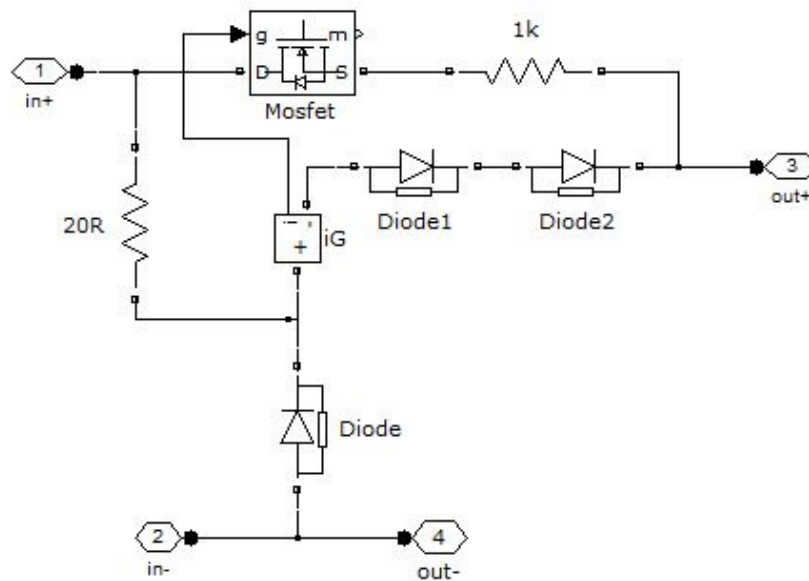 1
in+
g m
D S
Mosfet
1k
3
out+
20R
iG
+
i
-
Diode1
Diode2
Diode
2
in-
4
out-